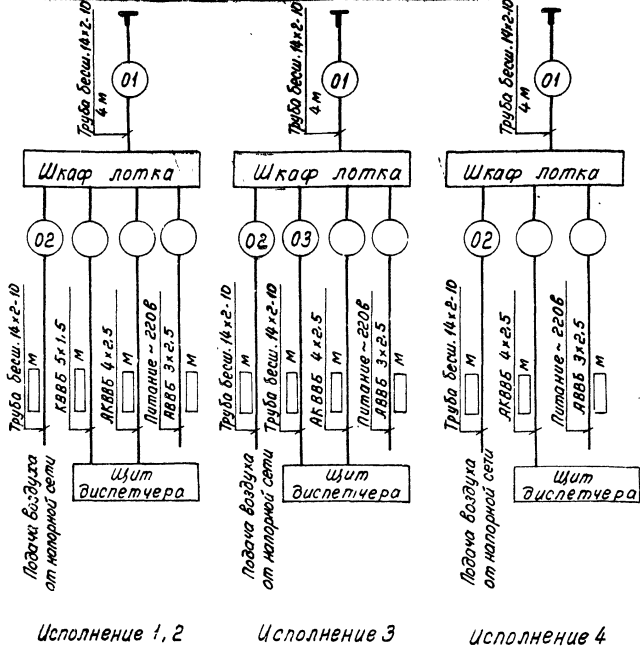 Труба бесш. 14×2-10
4 м
01
Шкаф лотка
02
Труба бесш. 14×2-10
м
КВВБ 5×1.5
м
АКВВБ 4×2.5
м
Питание ~ 220в
АВВБ 3×2.5
м
Подача воздуха
от напорной сети
Щит
диспетчера
Исполнение 1, 2
Труба бесш. 14×2-10
4 м
01
Шкаф лотка
02
03
Труба бесш. 14×2-10
м
Труба бесш. 14×2-10
м
АКВВБ 4×2.5
м
Питание ~ 220в
АВВБ 3×2.5
м
Подача воздуха
от напорной сети
Щит
диспетчера
Исполнение 3
Труба бесш. 14×2-10
4 м
01
Шкаф лотка
02
Труба бесш. 14×2-10
м
АКВВБ 4×2.5
м
Питание ~ 220в
АВВБ 3×2.5
м
Подача воздуха
от напорной сети
Щит
диспетчера
Исполнение 4